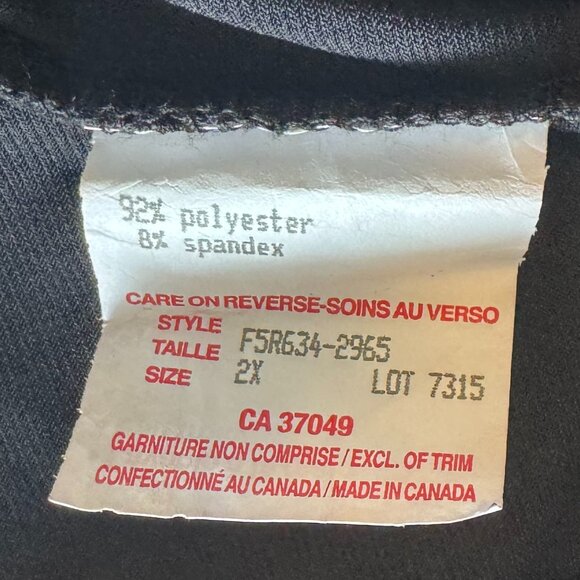 92% polyester
8% spandex
CARE ON REVERSE-SOINS AU VERSO
STYLE F5R634-2965
TAILLE
SIZE 2X LOT 7315
CA 37049
GARNITURE NON COMPRISE/EXCL. OF TRIM
CONFECTIONNÉ AU CANADA/MADE IN CANADA